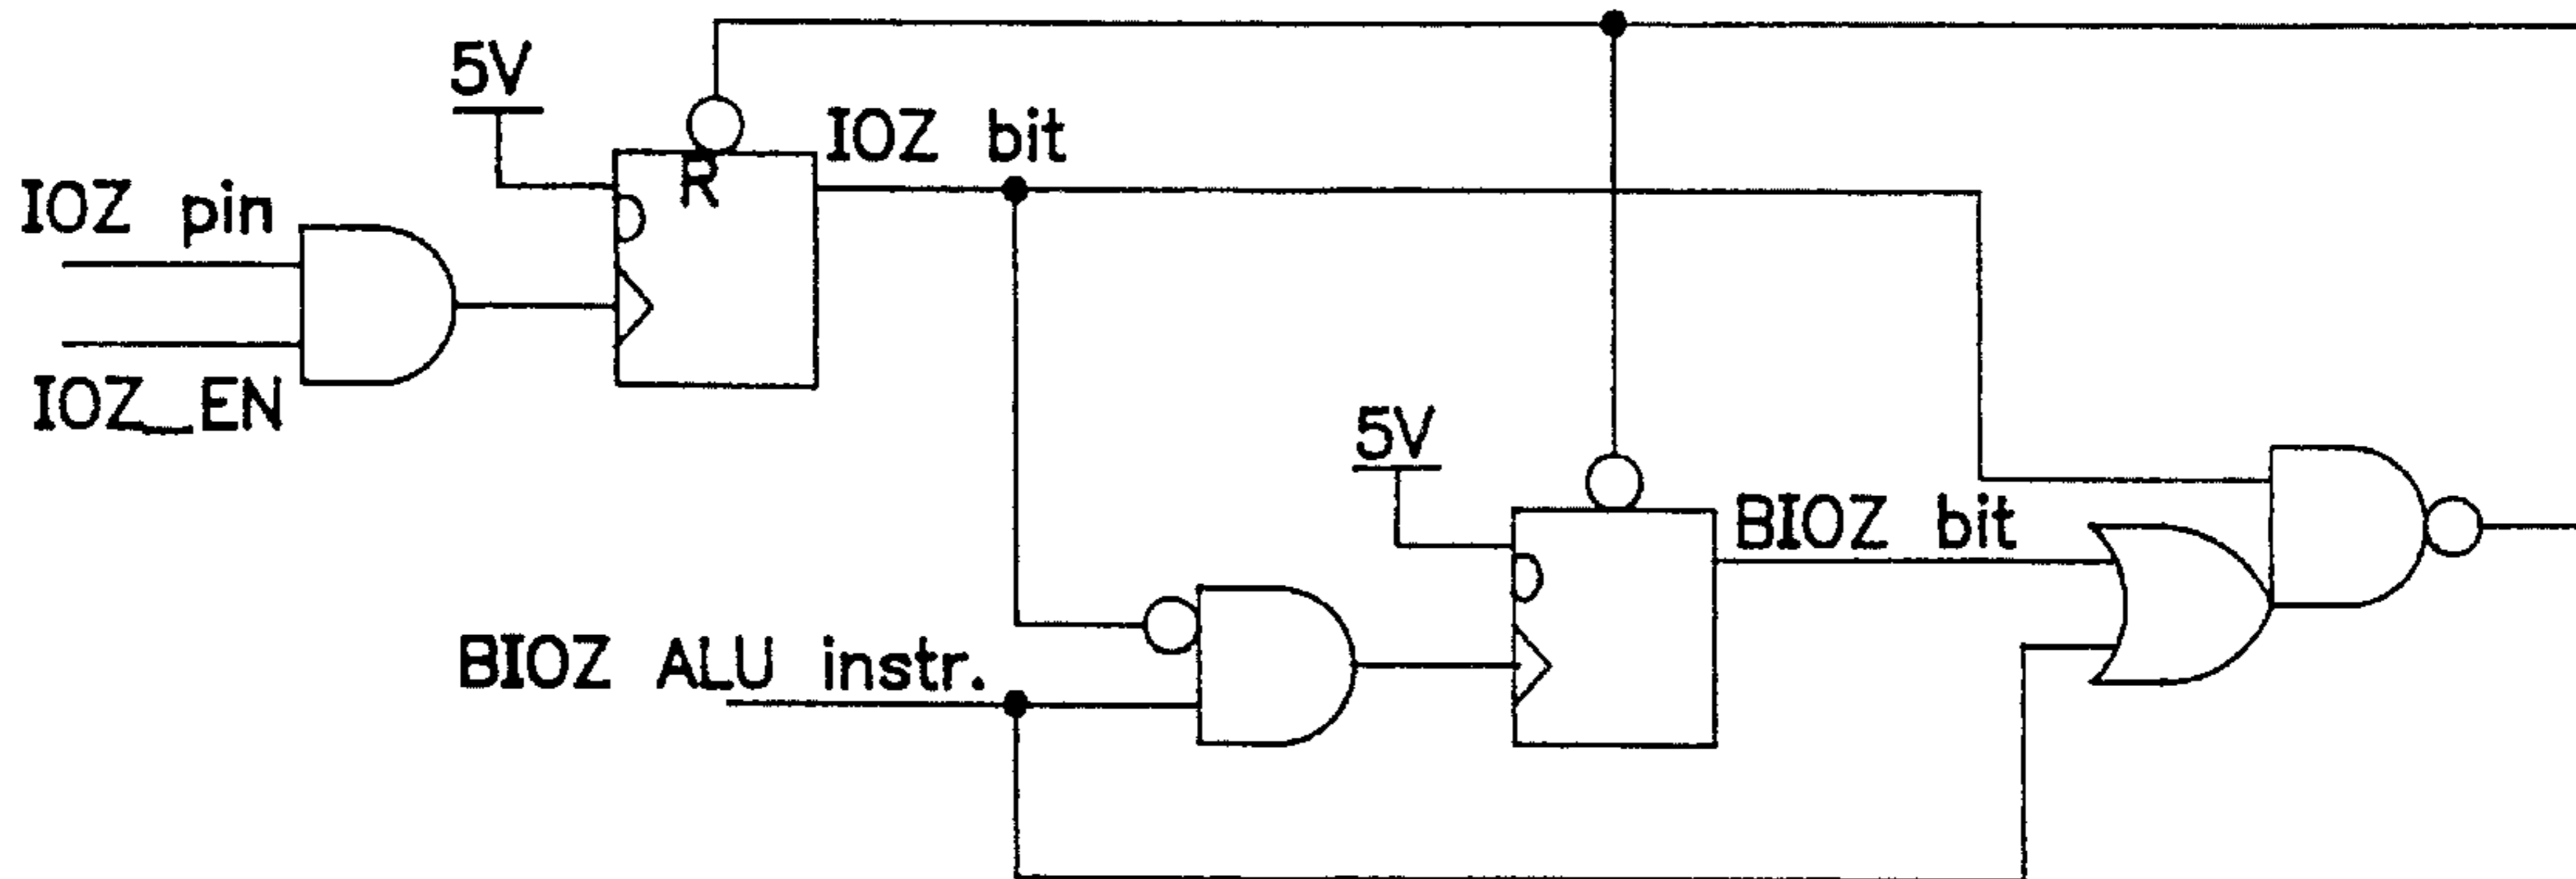 5V
IOZ bit
R
IOZ pin
IOZ_EN
5V
BIOZ bit
BIOZ ALU instr.